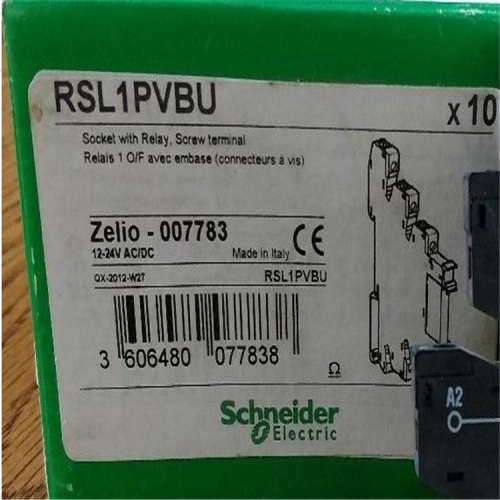 RSL1PVBU
x 10
Socket with Relay, Screw terminal
Relais 1 O/F avec embase (connecteurs à vis)
Zelio - 007783
12-24V AC/DC
Made in Italy CE
QX-2012-W27
RSL1PVBU
3 606480 077838
Ω
Schneider
Electric
A2